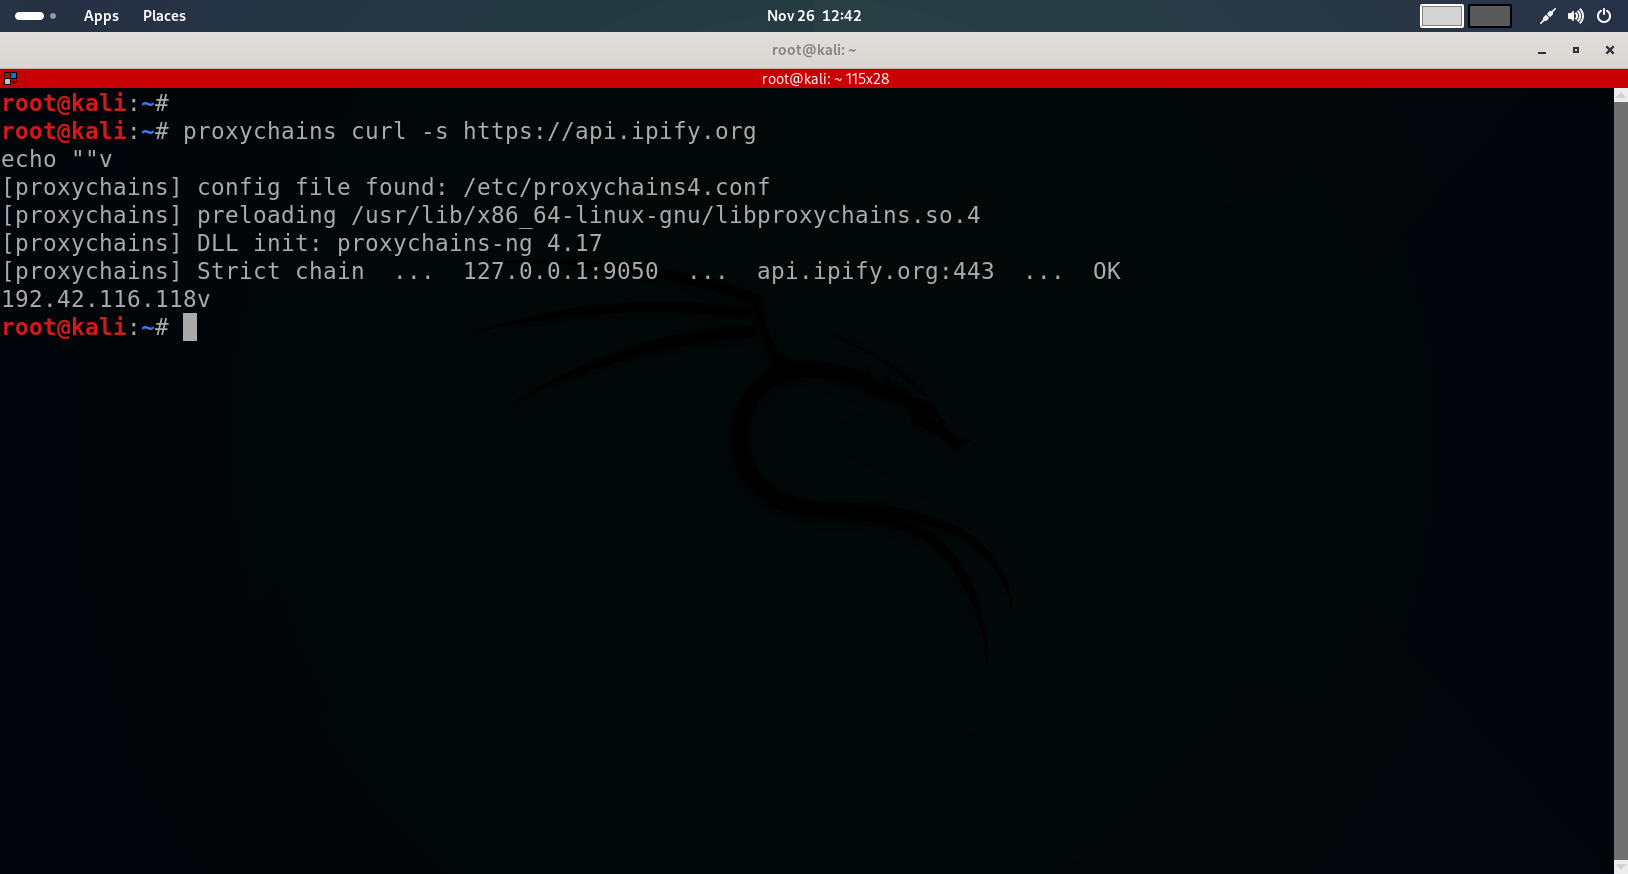 Apps Places Nov 26 12:42
root@kali: ~
root@kali: ~ 115x28
root@kali:~#
root@kali:~# proxychains curl -s https://api.ipify.org
echo ""v
[proxychains] config file found: /etc/proxychains4.conf
[proxychains] preloading /usr/lib/x86_64-linux-gnu/libproxychains.so.4
[proxychains] DLL init: proxychains-ng 4.17
[proxychains] Strict chain  ...  127.0.0.1:9050  ...  api.ipify.org:443  ...  OK
192.42.116.118v
root@kali:~#